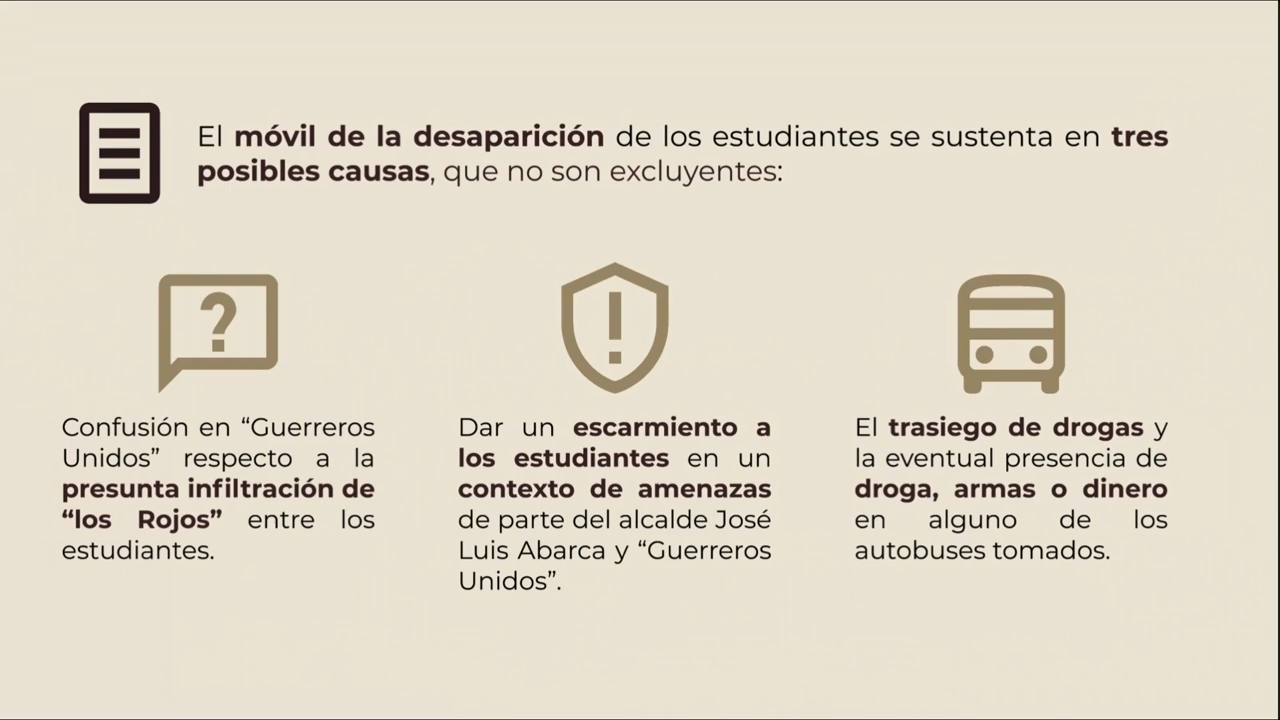 El móvil de la desaparición de los estudiantes se sustenta en tres
posibles causas, que no son excluyentes:
?
!
Confusión en “Guerreros
Unidos” respecto a la
presunta infiltración de
“los Rojos” entre los
estudiantes.
Dar un escarmiento a
los estudiantes en un
contexto de amenazas
de parte del alcalde José
Luis Abarca y “Guerreros
Unidos”.
El trasiego de drogas y
la eventual presencia de
droga, armas o dinero
en alguno de los
autobuses tomados.